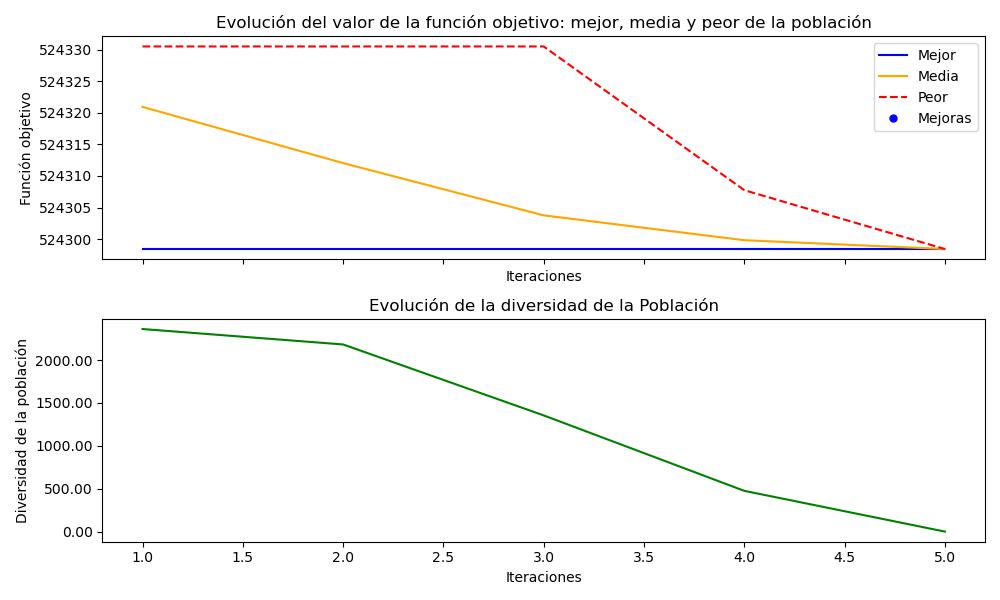 Evolución del valor de la función objetivo: mejor, media y peor de la población
Función objetivo
524330
524325
524320
524315
524310
524305
524300
Mejor
Media
Peor
Mejoras
Iteraciones
Evolución de la diversidad de la Población
Diversidad de la población
2000.00
1500.00
1000.00
500.00
0.00
1.0 1.5 2.0 2.5 3.0 3.5 4.0 4.5 5.0
Iteraciones